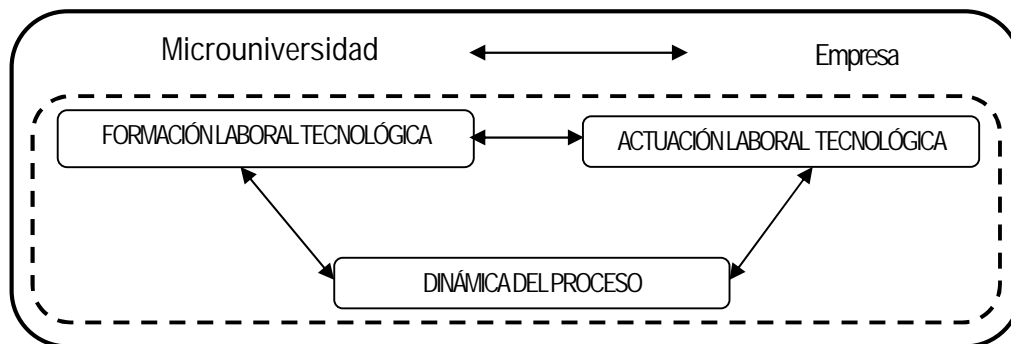 Microuniversidad
Empresa
FORMACIÓN LABORAL TECNOLÓGICA
ACTUACIÓN LABORAL TECNOLÓGICA
DINÁMICA DEL PROCESO